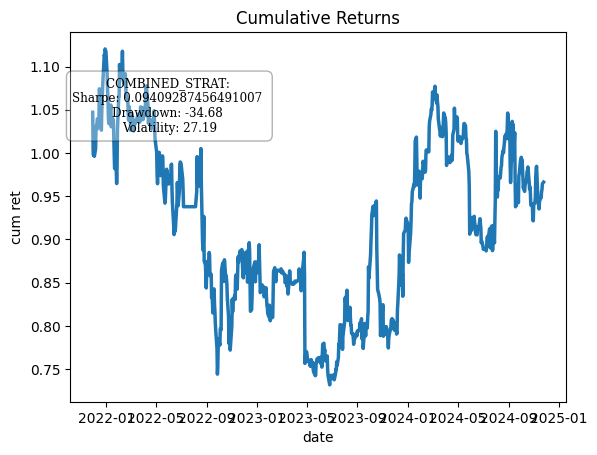 Cumulative Returns
1.10
1.05
1.00
0.95
0.90
0.85
0.80
0.75
cum ret
COMBINED_STRAT:
Sharpe: 0.09409287456491007
Drawdown: -34.68
Volatility: 27.19
2022-01 2022-05 2022-09 2023-01 2023-05 2023-09 2024-01 2024-05 2024-09 2025-01
date